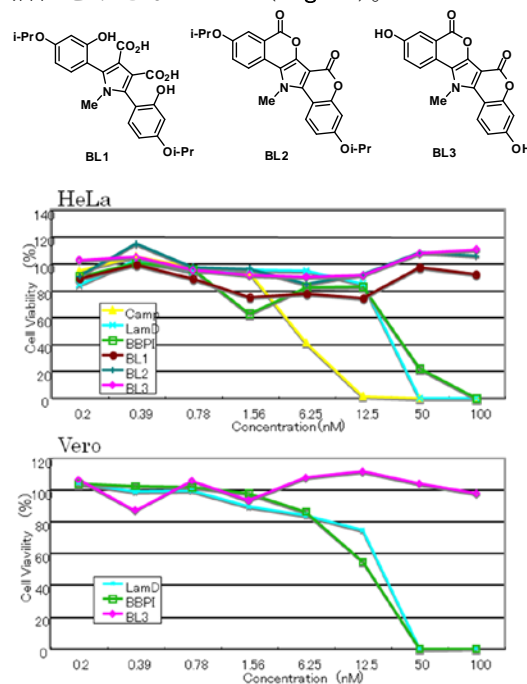 i-PrO
OH
CO2H
CO2H
Me
N
OH
Oi-Pr
BL1
i-PrO
O
O
O
O
Me
N
Oi-Pr
BL2
HO
O
O
O
O
Me
N
OH
BL3
HeLa
Cell Viability (%)
140
120
100
80
60
40
20
0
Camp
LamD
BBPI
BL1
BL2
BL3
0.2 0.39 0.78 1.56 6.25 12.5 50 100
Concentration(nM)
Vero
Cell Viavility (%)
120
100
80
60
40
20
0
LamD
BBPI
BL3
0.2 0.39 0.78 1.56 6.25 12.5 50 100
Concentration (nM)